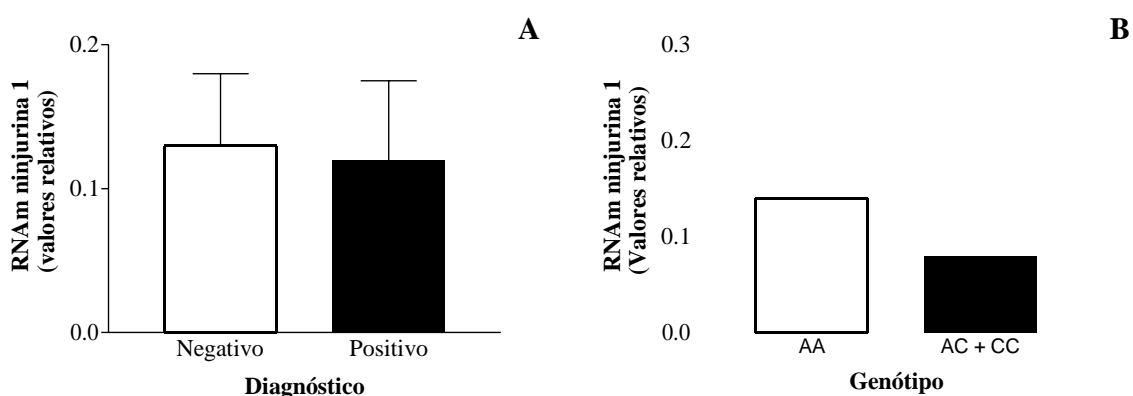 A
RNAm ninjurina 1
(valores relativos)
0.2
0.1
0.0
Negativo
Positivo
Diagnóstico
B
RNAm ninjurina 1
(Valores relativos)
0.3
0.2
0.1
0.0
AA
AC + CC
Genótipo